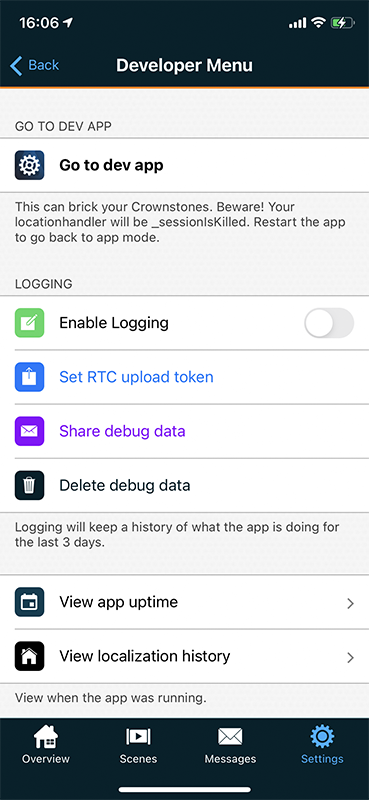 16:06
Back
Developer Menu
GO TO DEV APP
Go to dev app
This can brick your Crownstones. Beware! Your
locationhandler will be _sessionIsKilled. Restart the app
to go back to app mode.
LOGGING
Enable Logging
Set RTC upload token
Share debug data
Delete debug data
Logging will keep a history of what the app is doing for
the last 3 days.
View app uptime
View localization history
View when the app was running.
Overview
Scenes
Messages
Settings